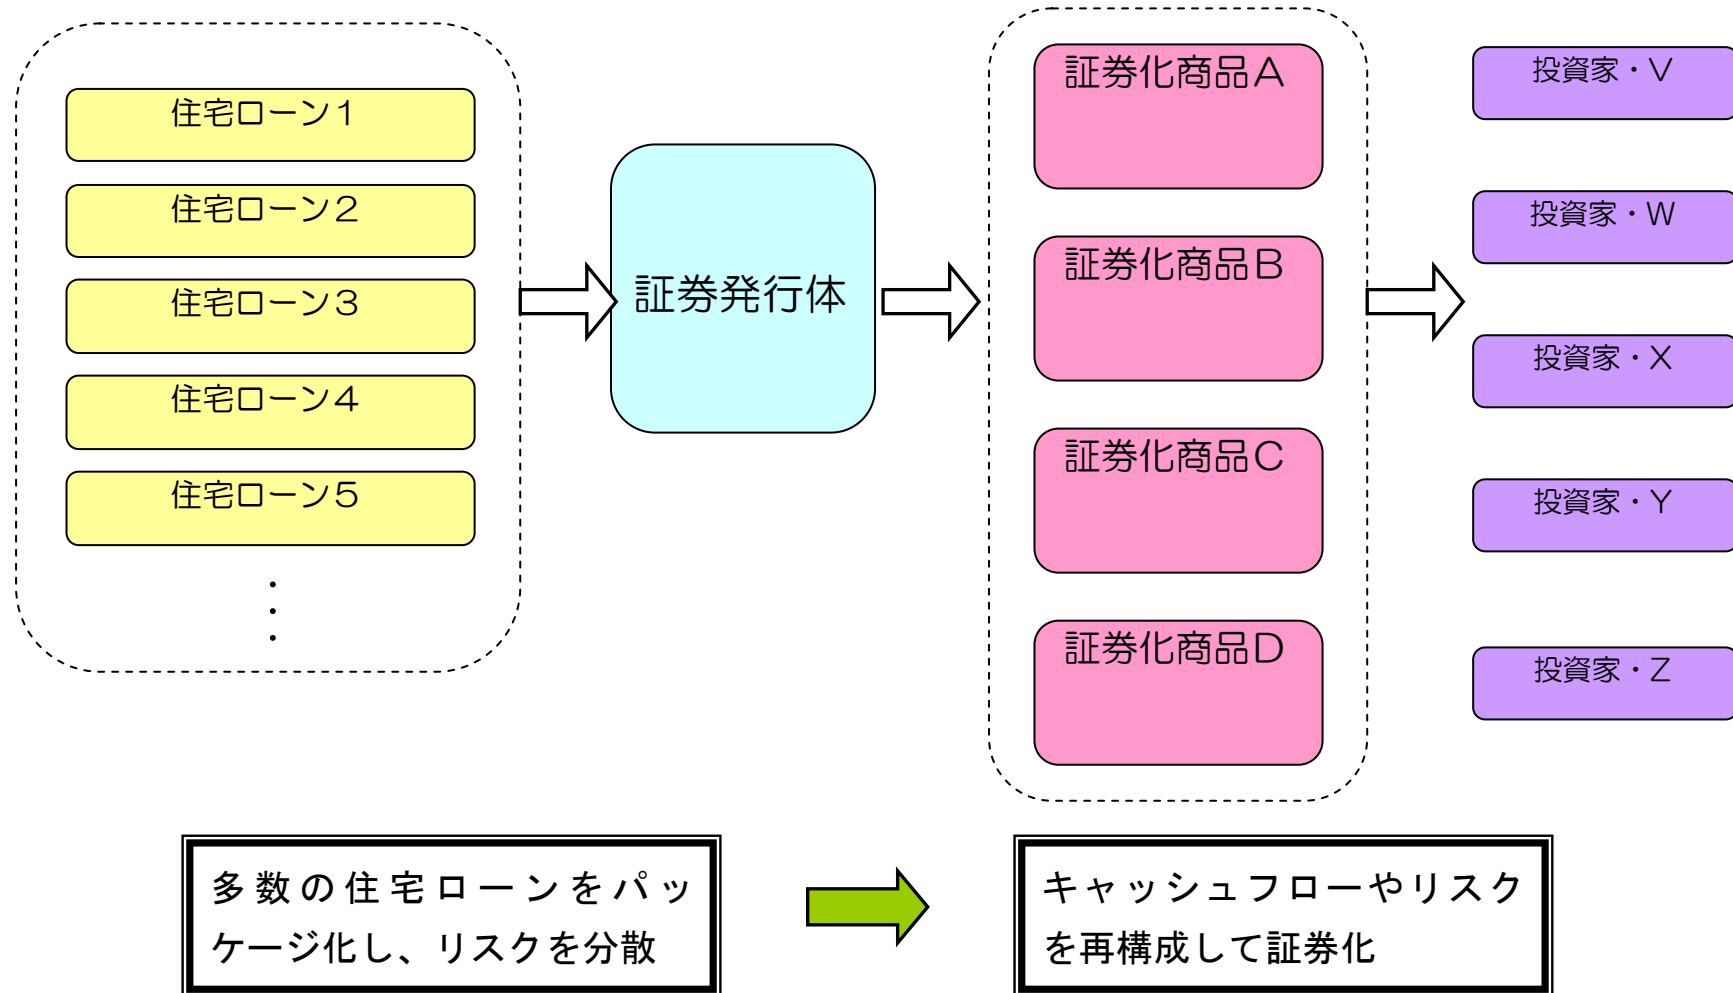 住宅ローン１
住宅ローン２
住宅ローン３
住宅ローン４
住宅ローン５
・
・
・
証券発行体
証券化商品Ａ
証券化商品Ｂ
証券化商品Ｃ
証券化商品Ｄ
投資家・Ｖ
投資家・Ｗ
投資家・Ｘ
投資家・Ｙ
投資家・Ｚ
多数の住宅ローンをパッ
ケージ化し、リスクを分散
キャッシュフローやリスク
を再構成して証券化